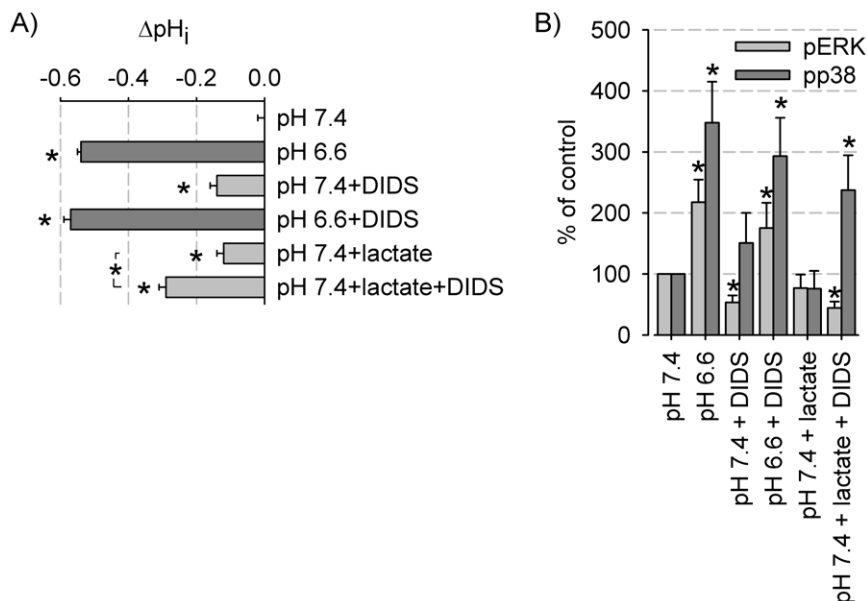 A)
ΔpHi
-0.6 -0.4 -0.2 0.0
pH 7.4
* pH 6.6
* pH 7.4+DIDS
* pH 6.6+DIDS
* * pH 7.4+lactate
* pH 7.4+lactate+DIDS
B)
500
400
300
200
100
0
% of control
pERK
pp38
* *
*
* *
* *
pH 7.4
pH 6.6
pH 7.4 + DIDS
pH 6.6 + DIDS
pH 7.4 + lactate
pH 7.4 + lactate + DIDS